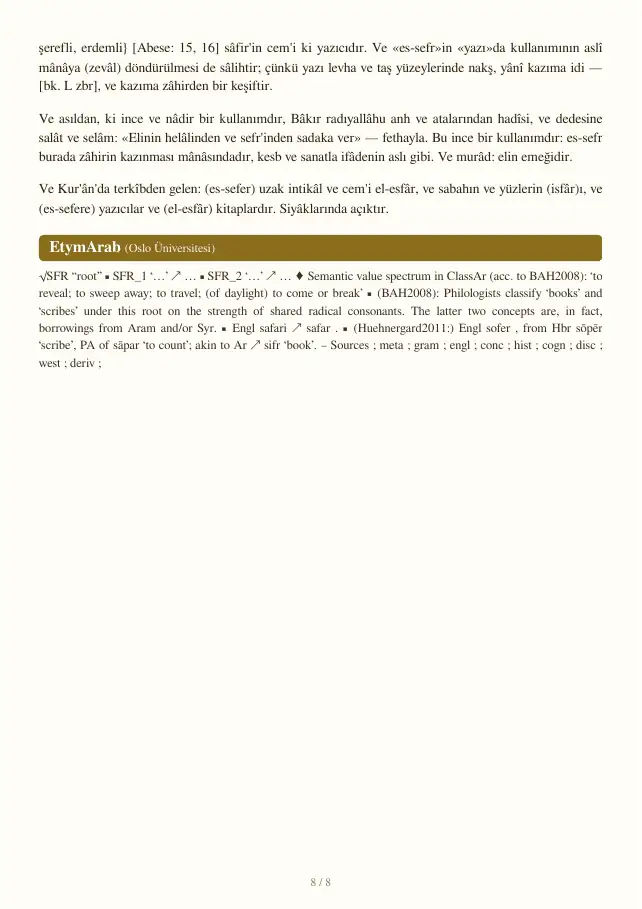 şerefli, erdemli} [Abese: 15, 16] sâfir'in cem'i ki yazıcıdır. Ve «es-sefr»in «yazı»da kullanımının aslî
mânâya (zevâl) döndürülmesi de sâlihtir; çünkü yazı levha ve taş yüzeylerinde nakş, yânî kazıma idi —
[bk. L zbr], ve kazıma zâhirden bir keşiftir.
Ve asıldan, ki ince ve nâdir bir kullanımdır, Bâkır radıyallâhu anh ve atalarından hadîsi, ve dedesine
salât ve selâm: «Elinin helâlinden ve sefr'inden sadaka ver» — fethayla. Bu ince bir kullanımdır: es-sefr
burada zâhirin kazınması mânâsındadır, kesb ve sanatla ifâdenin aslı gibi. Ve murâd: elin emeğidir.
Ve Kur'ân'da terkîbden gelen: (es-sefer) uzak intikâl ve cem'i el-esfâr, ve sabahın ve yüzlerin (isfâr)ı, ve
(es-sefere) yazıcılar ve (el-esfâr) kitaplardır. Siyâklarında açıktır.
EtymArab (Oslo Üniversitesi)
√SFR “root” ▪ SFR_1 ‘…’ ↗ … ▪ SFR_2 ‘…’ ↗ … ♦ Semantic value spectrum in ClassAr (acc. to BAH2008): ‘to
reveal; to sweep away; to travel; (of daylight) to come or break’ ▪ (BAH2008): Philologists classify ‘books’ and
‘scribes’ under this root on the strength of shared radical consonants. The latter two concepts are, in fact,
borrowings from Aram and/or Syr. ▪ Engl safari ↗ safar . ▪ (Huehnergard2011:) Engl sofer , from Hbr sōpēr
‘scribe’, PA of sāpar ‘to count’; akin to Ar ↗ sifr ‘book’. – Sources ; meta ; gram ; engl ; conc ; hist ; cogn ; disc ;
west ; deriv ;
8 / 8